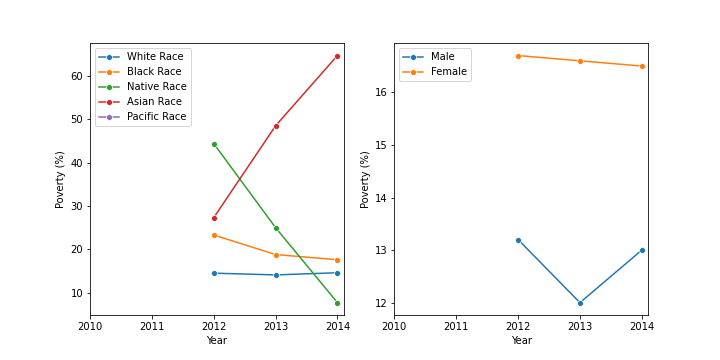 White Race
Black Race
Native Race
Asian Race
Pacific Race
60
50
40
30
20
10
Poverty (%)
2010 2011 2012 2013 2014
Year
Male
Female
16
15
14
13
12
Poverty (%)
2010 2011 2012 2013 2014
Year